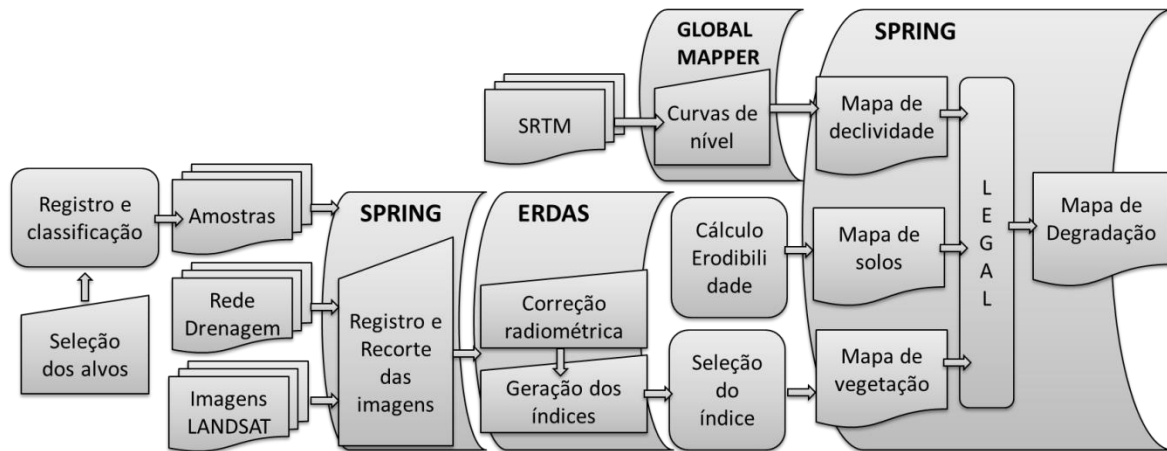 GLOBAL
MAPPER
SPRING
SRTM
Curvas de
nível
Mapa de
declividade
Registro e
classificação
Amostras
SPRING
ERDAS
Cálculo
Erodibili
dade
Mapa de
solos
L
E
G
A
L
Mapa de
Degradação
Seleção
dos alvos
Rede
Drenagem
Registro e
Recorte
das
imagens
Correção
radiométrica
Imagens
LANDSAT
Geração dos
índices
Seleção
do
índice
Mapa de
vegetação